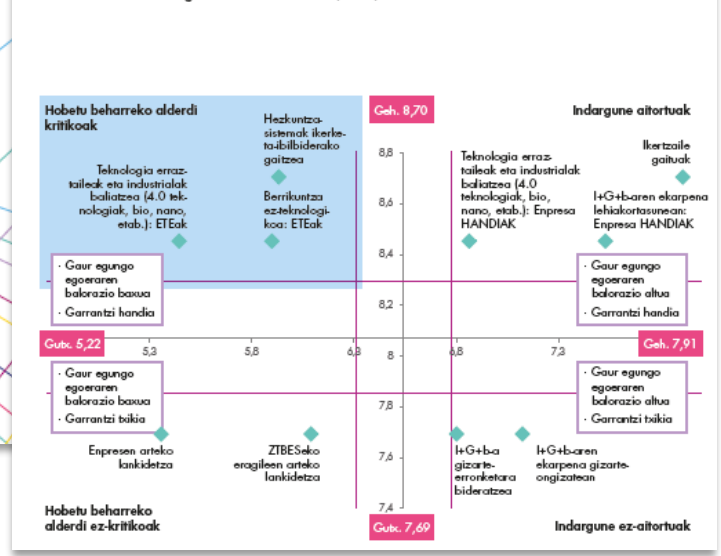 Hobetu beharreko alderdi
kritikoak
Geh. 8,70
Indargune aitortuak
Hezkuntza-
sistemak ikerke-
ta-ibilbiderako
gaitzea
Teknologia erraz-
taileak eta industrialak
baliatzea (4.0 tek-
nologiak, bio, nano,
etab.): ETEak
Berrikuntza
ez-teknologi-
koa: ETEak
Teknologia erraz-
taileak eta industrialak
baliatzea (4.0
teknologiak, bio,
nano, etab.): Enpresa
HANDIAK
Ikertzaile
gaituak
I+G+b-aren ekarpena
lehiakortasunean:
Enpresa HANDIAK
8,8
8,6
8,4
8,2
8
7,8
7,6
7,4
· Gaur egungo
egoeraren
balorazio baxua
· Garrantzi handia
· Gaur egungo
egoeraren
balorazio altua
· Garrantzi handia
Gutx. 5,22
5,3
5,8
6,3
6,8
7,3
Geh. 7,91
· Gaur egungo
egoeraren
balorazio baxua
· Garrantzi txikia
· Gaur egungo
egoeraren
balorazio altua
· Garrantzi txikia
Enpresen arteko
lankidetza
ZTBESeko
eragileen arteko
lankidetza
I+G+b-a
gizarte-
erronketara
bideratzea
I+G+b-aren
ekarpena gizarte-
ongizatean
Hobetu beharreko
alderdi ez-kritikoak
Gutx. 7,69
Indargune ez-aitortuak